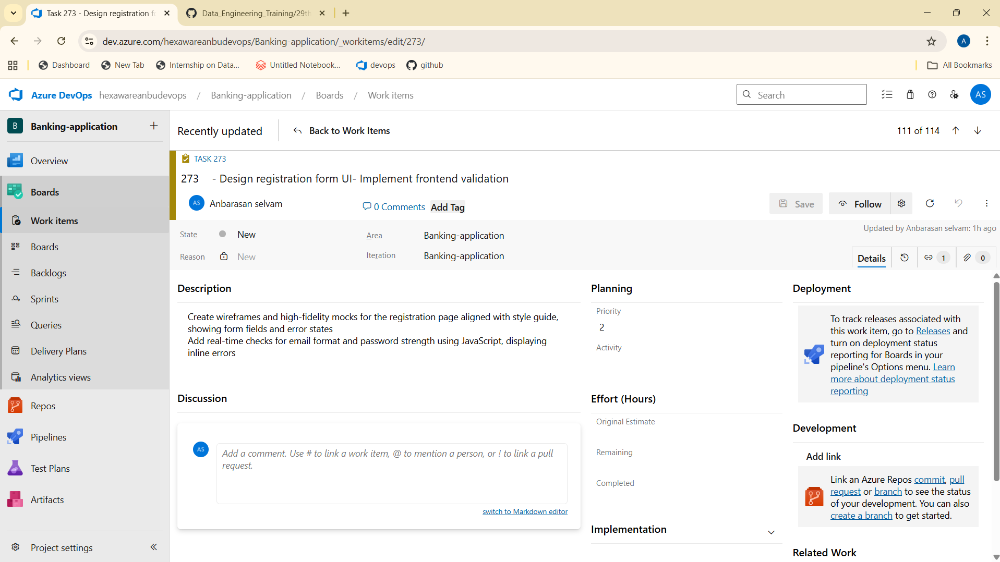 Task 273 - Design registration fo
Data_Engineering_Training/29th
dev.azure.com/hexawareanbudevops/Banking-application/_workitems/edit/273/
A
Dashboard
New Tab
Internship on Data...
Untitled Notebook...
devops
github
All Bookmarks
Azure DevOps
hexawareanbudevops / Banking-application / Boards / Work items
Search
AS
B
Banking-application
Overview
Boards
Work items
Boards
Backlogs
Sprints
Queries
Delivery Plans
Analytics views
Repos
Pipelines
Test Plans
Artifacts
Project settings
Recently updated
Back to Work Items
111 of 114
TASK 273
273 - Design registration form UI- Implement frontend validation
AS
Anbarasan selvam
0 Comments
Add Tag
Save
Follow
State
New
Area
Banking-application
Updated by Anbarasan selvam: 1h ago
Reason
New
Iteration
Banking-application
Details
1
0
Description
Create wireframes and high-fidelity mocks for the registration page aligned with style guide,
showing form fields and error states
Add real-time checks for email format and password strength using JavaScript, displaying
inline errors
Discussion
AS
Add a comment. Use # to link a work item, @ to mention a person, or ! to link a pull
request.
switch to Markdown editor
Planning
Priority
2
Activity
Effort (Hours)
Original Estimate
Remaining
Completed
Implementation
Deployment
To track releases associated with
this work item, go to Releases and
turn on deployment status
reporting for Boards in your
pipeline's Options menu. Learn
more about deployment status
reporting
Development
Add link
Link an Azure Repos commit, pull
request or branch to see the status
of your development. You can also
create a branch to get started.
Related Work